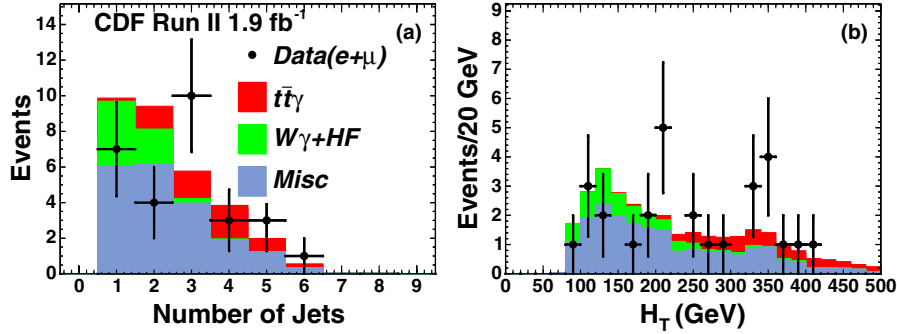 CDF Run II 1.9 fb⁻¹
(a)
Data(e+μ)
tt̄γ
Wγ+HF
Misc
Events
14
12
10
8
6
4
2
0
0 1 2 3 4 5 6 7 8 9
Number of Jets
(b)
Events/20 GeV
9
8
7
6
5
4
3
2
1
0
0 50 100 150 200 250 300 350 400 450 500
H_T (GeV)